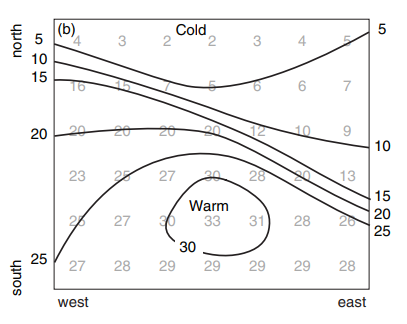 (b) Cold
north
5 4 3 2 2 3 4 5 5
10
15 16 15 7 5 6 6 7
20 20 20 20 20 12 10 9 10
23 25 27 30 28 20 13 15
20
25
Warm
26 27 30 33 31 28 26
30
25 27 28 29 29 29 29 28
south
west east